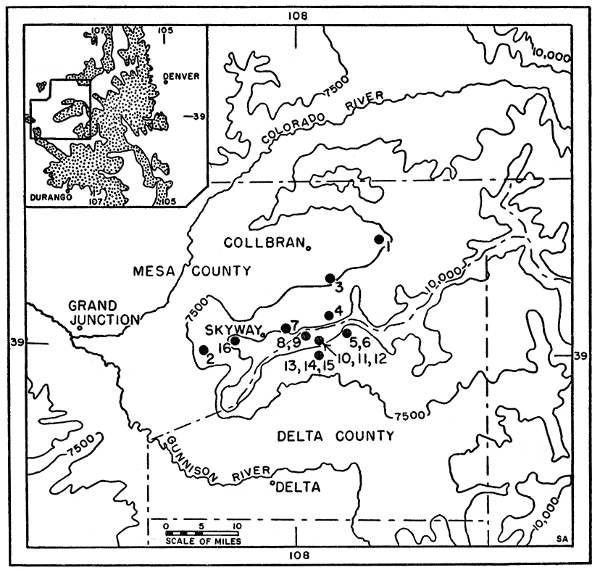 108
107
105
DENVER
39
DURANGO
107
105
7500
10,000
COLORADO RIVER
COLLBRAN
1
MESA COUNTY
3
10,000
7500
4
GRAND
JUNCTION
SKYWAY
7
39
16
2
8, 9
5, 6
10, 11, 12
13, 14, 15
39
7500
7500
GUNNISON RIVER
DELTA COUNTY
DELTA
10,000
0 5 10
SCALE OF MILES
SA
108